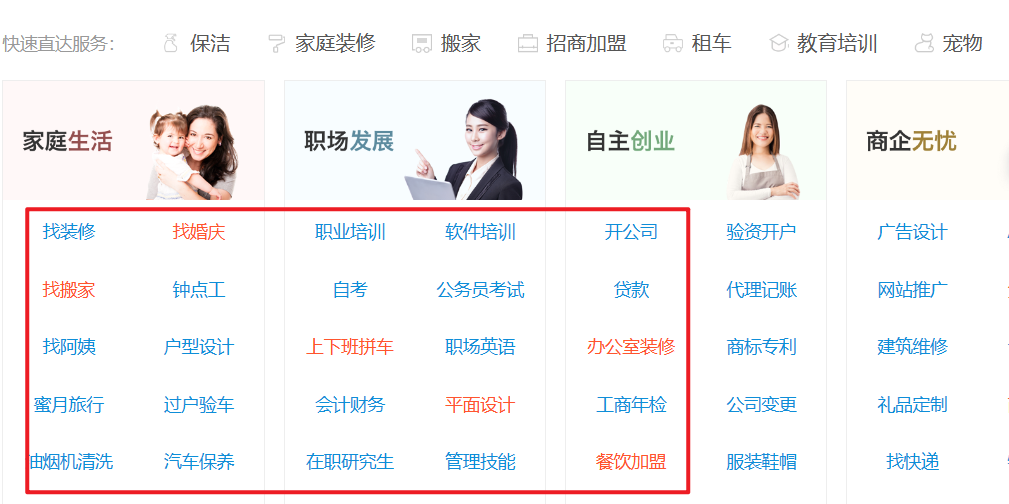 快速直达服务： 保洁 家庭装修 搬家 招商加盟 租车 教育培训 宠物
家庭生活 职场发展 自主创业 商企无忧
找装修 找婚庆 职业培训 软件培训 开公司 验资开户 广告设计
找搬家 钟点工 自考 公务员考试 贷款 代理记账 网站推广
找阿姨 户型设计 上下班拼车 职场英语 办公室装修 商标专利 建筑维修
蜜月旅行 过户验车 会计财务 平面设计 工商年检 公司变更 礼品定制
油烟机清洗 汽车保养 在职研究生 管理技能 餐饮加盟 服装鞋帽 找快递